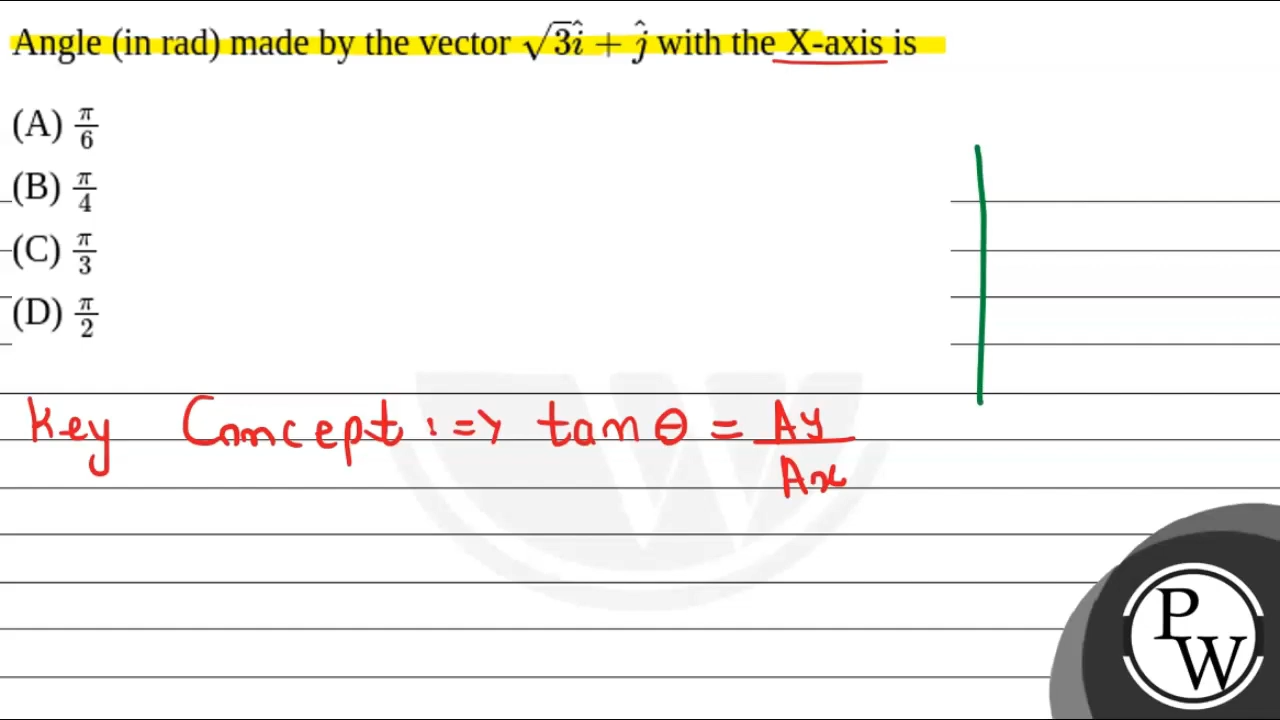 Angle (in rad) made by the vector √3î + ĵ with the X-axis is
(A) π/6
(B) π/4
(C) π/3
(D) π/2
Key Concept :=> tan θ = Ay/Ax
PW